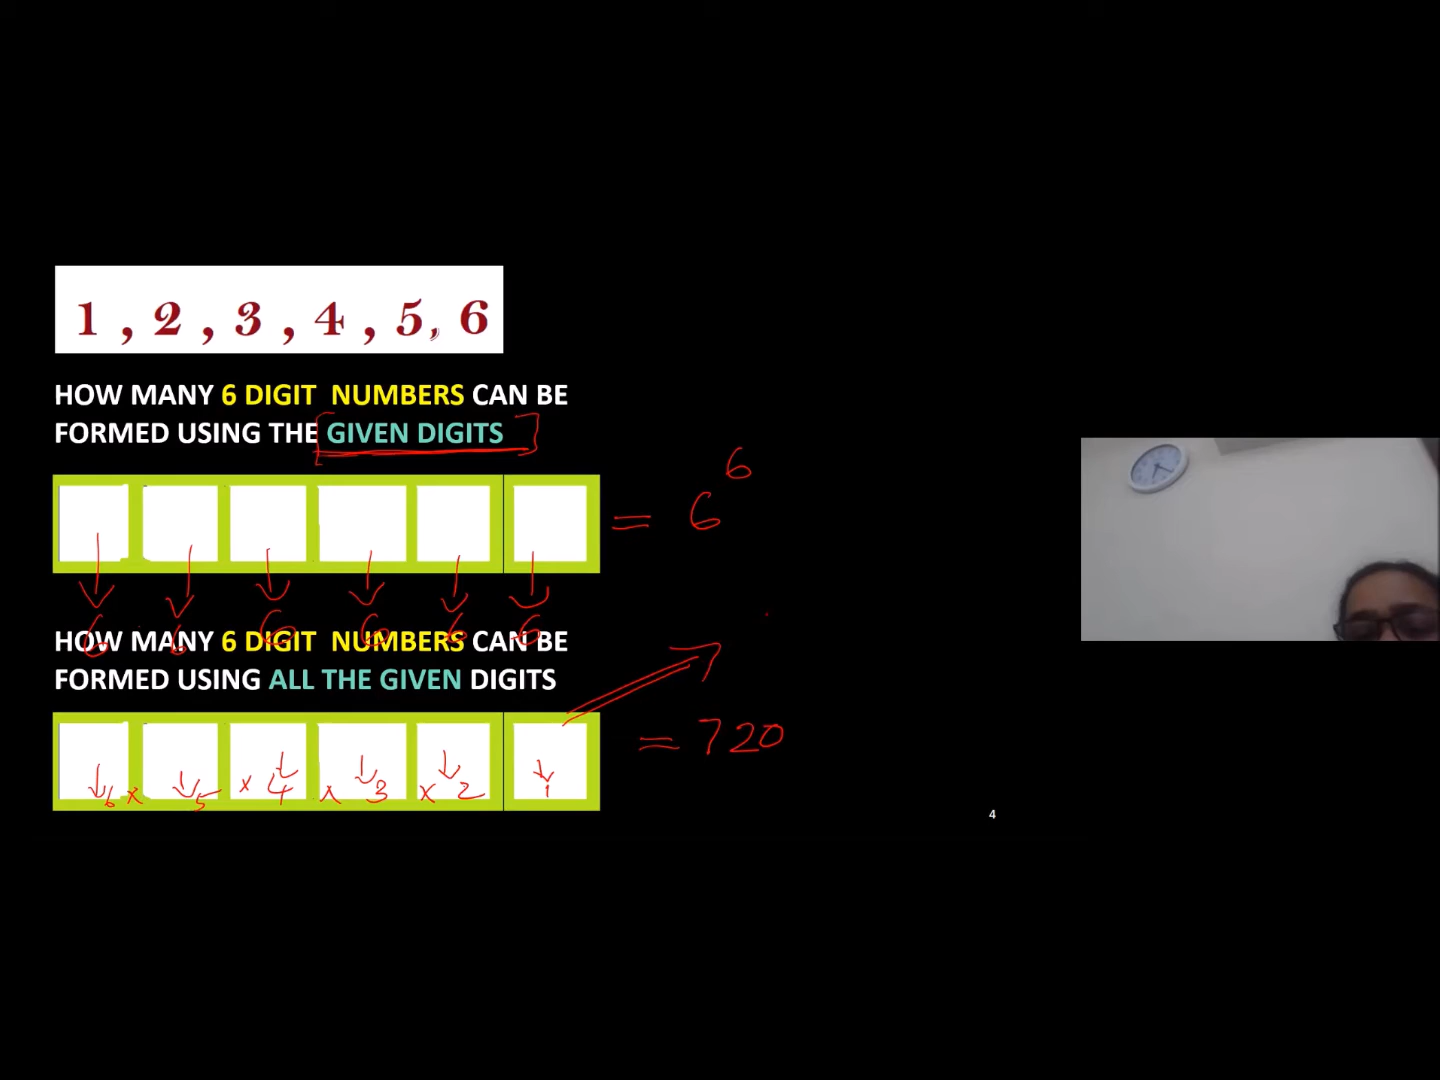 1 , 2 , 3 , 4 , 5, 6
HOW MANY 6 DIGIT NUMBERS CAN BE
FORMED USING THE GIVEN DIGITS
= 6^6
6 6 6 6 6 6
HOW MANY 6 DIGIT NUMBERS CAN BE
FORMED USING ALL THE GIVEN DIGITS
= 720
6 x 5 x 4 x 3 x 2 1
4